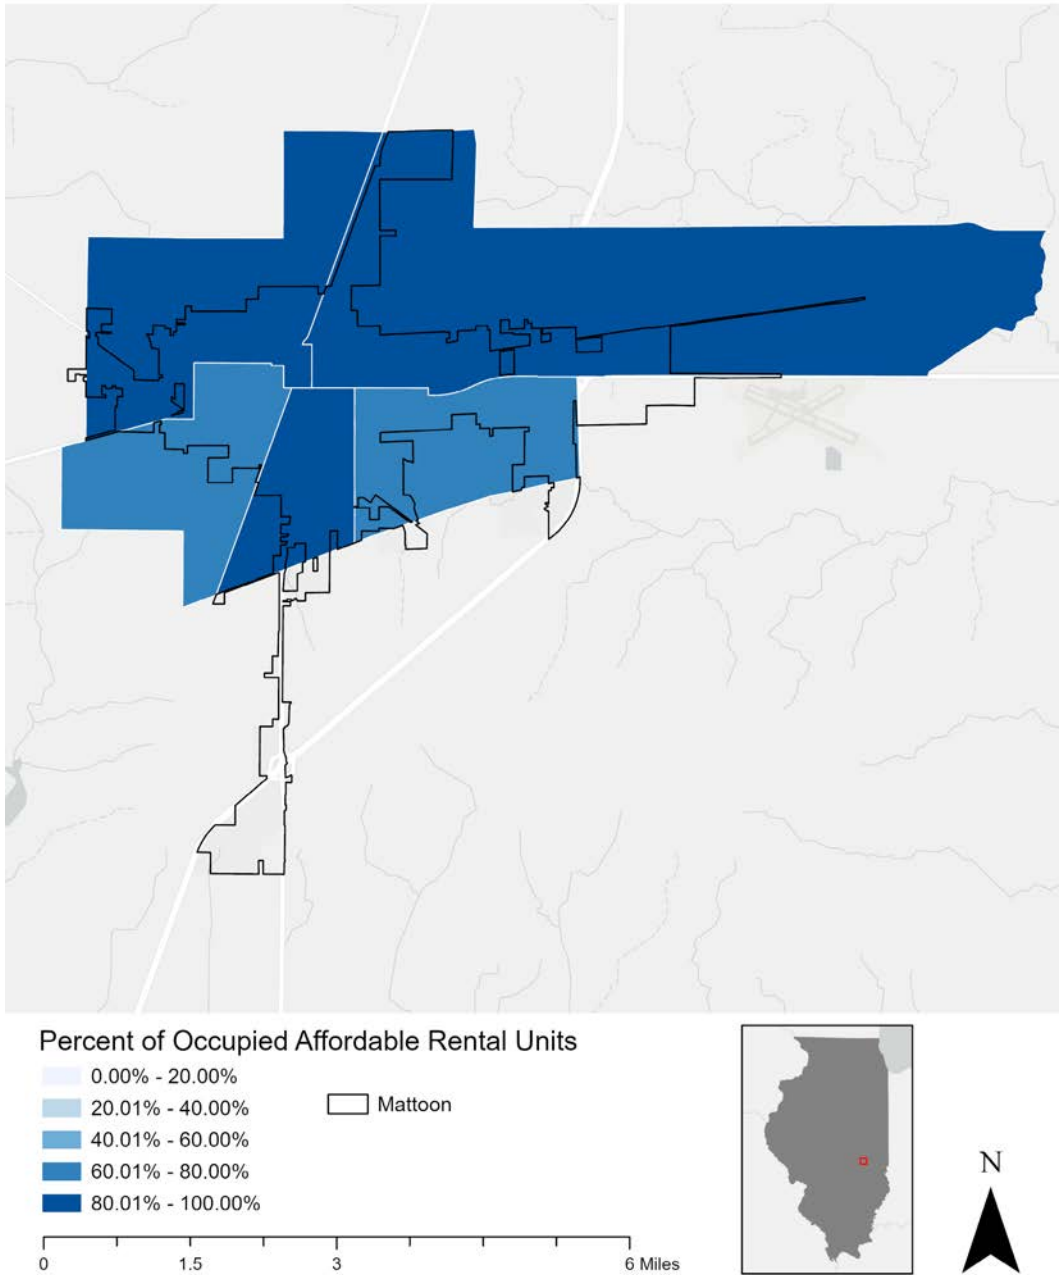 Percent of Occupied Affordable Rental Units
0.00% - 20.00%
20.01% - 40.00%
40.01% - 60.00%
60.01% - 80.00%
80.01% - 100.00%
Mattoon
N
0 1.5 3 6 Miles